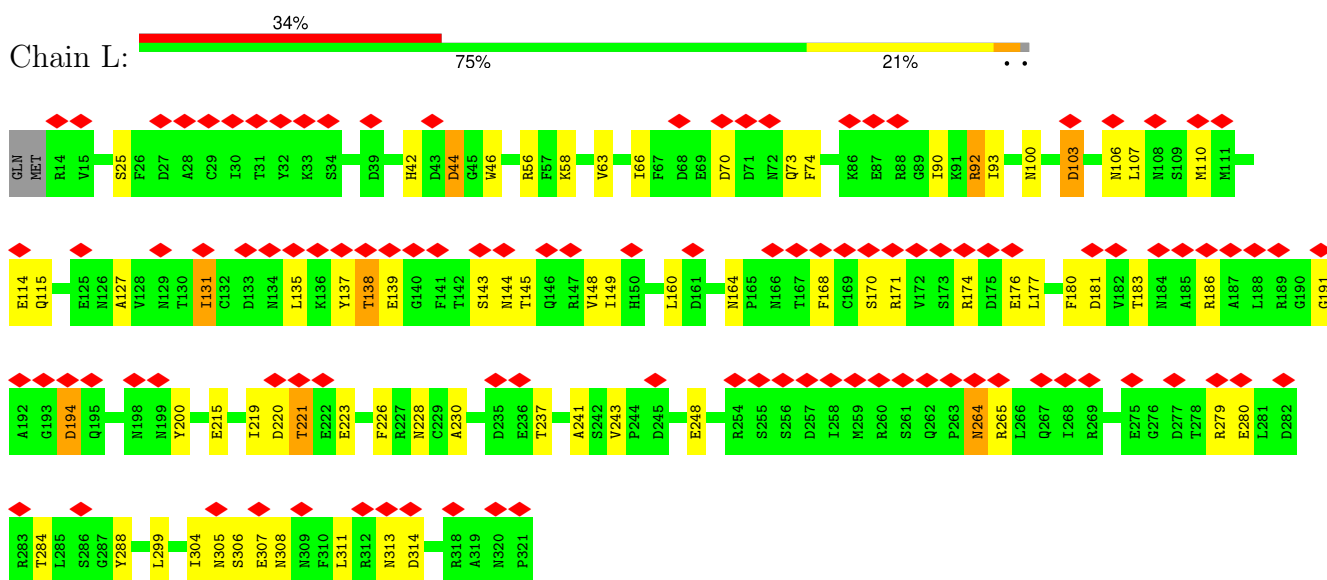 34%
Chain L:
75% 21% • •
GLN MET R14 V15 S25 F26 D27 A28 C29 I30 T31 Y32 K33 S34 D39 H42 D43 D44 G45 W46 R56 F57 K58 V63 I66 F67 D68 E69 D70 D71 N72 Q73 F74 K86 E87 R88 G89 I90 K91 R92 I93 N100 D103 N106 L107 N108 S109 M110 M111
E114 Q115 E125 N126 A127 V128 N129 T130 I131 C132 D133 N134 L135 K136 Y137 T138 E139 G140 F141 T142 S143 N144 T145 Q146 R147 V148 I149 H150 L160 D161 N164 P165 N166 T167 F168 C169 S170 R171 V172 S173 R174 D175 E176 L177 F180 D181 V182 T183 N184 A185 R186 A187 L188 R189 G190 G191
A192 G193 D194 Q195 N198 N199 Y200 E215 I219 D220 T221 E222 E223 F226 R227 N228 C229 A230 D235 E236 T237 A241 S242 V243 P244 D245 E248 R254 S255 S256 D257 I258 M259 R260 S261 Q262 P263 N264 R265 L266 Q267 I268 R269 E275 G276 D277 T278 R279 E280 L281 D282
R283 T284 L285 S286 G287 Y288 L299 I304 N305 S306 E307 N308 N309 F310 L311 R312 N313 D314 R318 A319 N320 P321